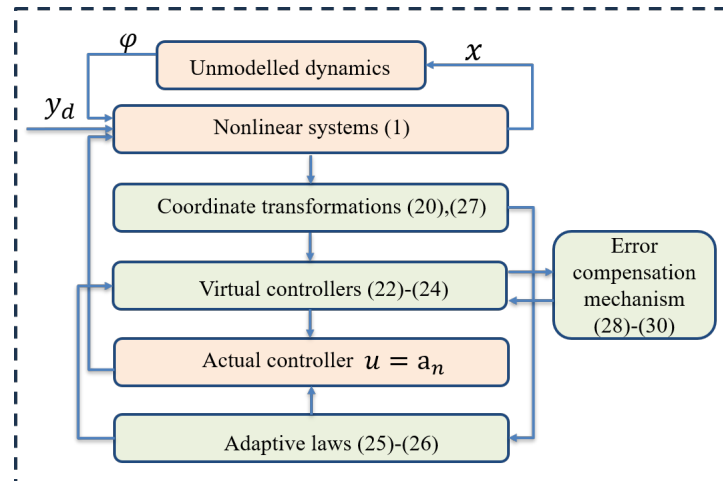 φ
x
Unmodelled dynamics
y_d
Nonlinear systems (1)
Coordinate transformations (20),(27)
Error
compensation
mechanism
(28)-(30)
Virtual controllers (22)-(24)
Actual controller u = a_n
Adaptive laws (25)-(26)